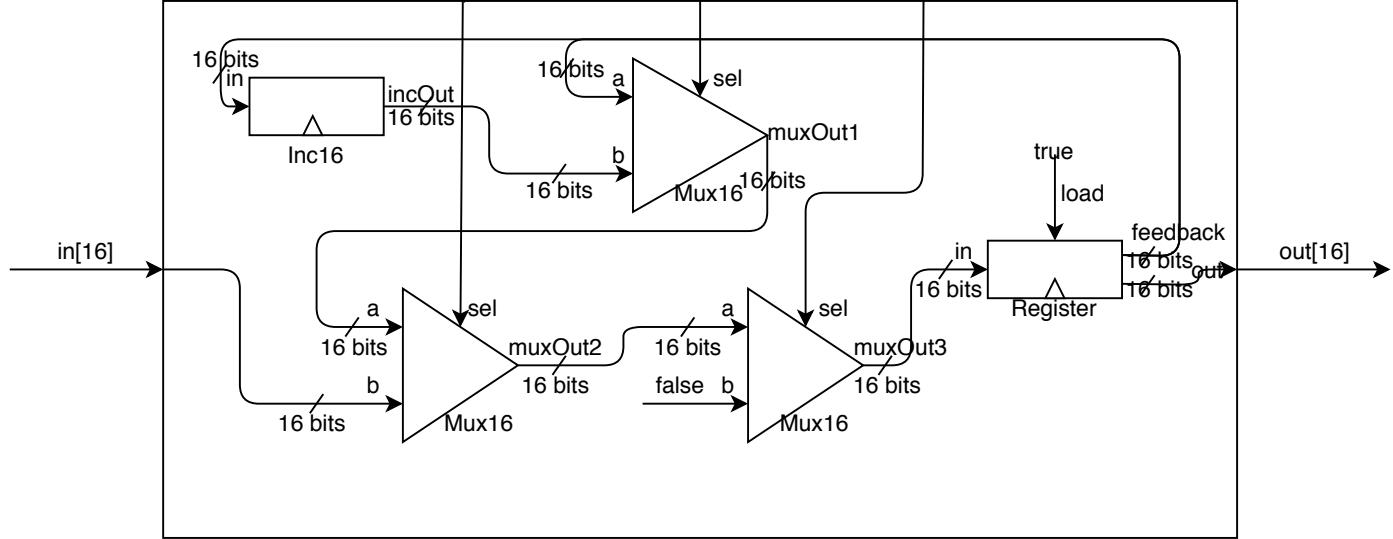 16 bits
in
incOut
16 bits
Inc16
16 bits
a
sel
b
16 bits
muxOut1
Mux16
16 bits
true
load
feedback
16 bits
out
16 bits
in
16 bits
Register
in[16]
out[16]
a
sel
16 bits
muxOut2
16 bits
b
16 bits
Mux16
a
sel
16 bits
muxOut3
16 bits
false
b
Mux16